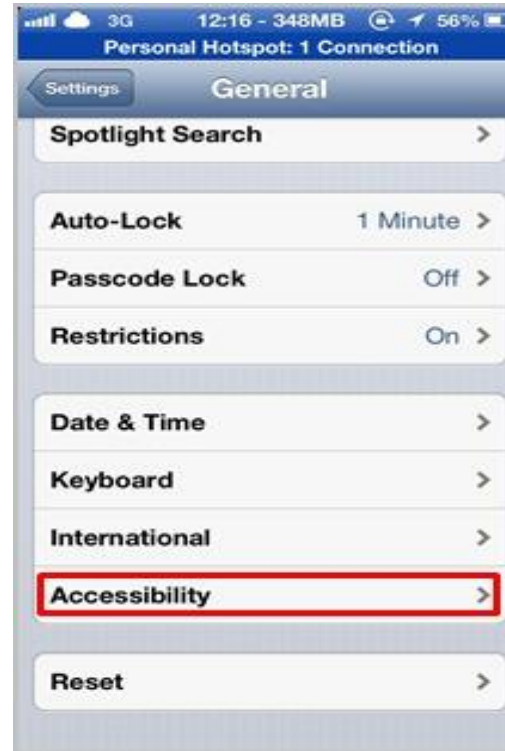 3G 12:16 - 348MB 56%
Personal Hotspot: 1 Connection
Settings General
Spotlight Search
Auto-Lock 1 Minute
Passcode Lock Off
Restrictions On
Date & Time
Keyboard
International
Accessibility
Reset